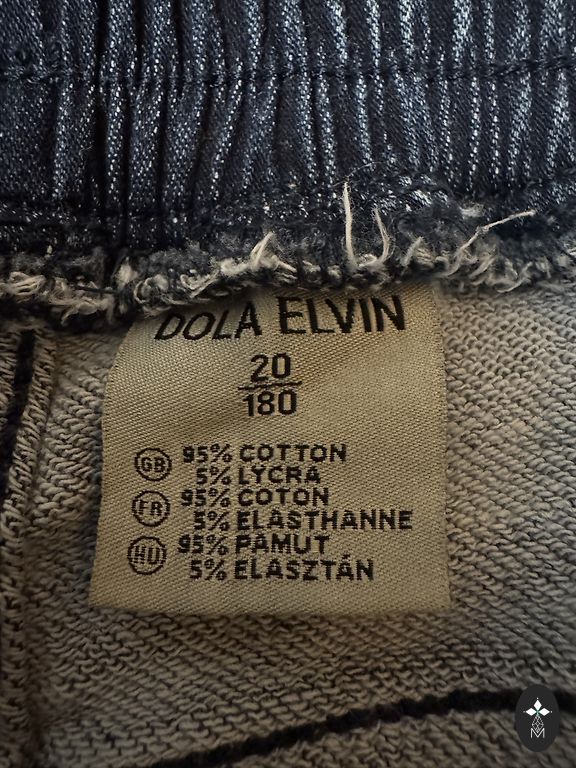 DOLA ELVIN
20
180
GB 95% COTTON
5% LYCRA
FR 95% COTON
5% ELASTHANNE
HU 95% PAMUT
5% ELASZTÁN
M